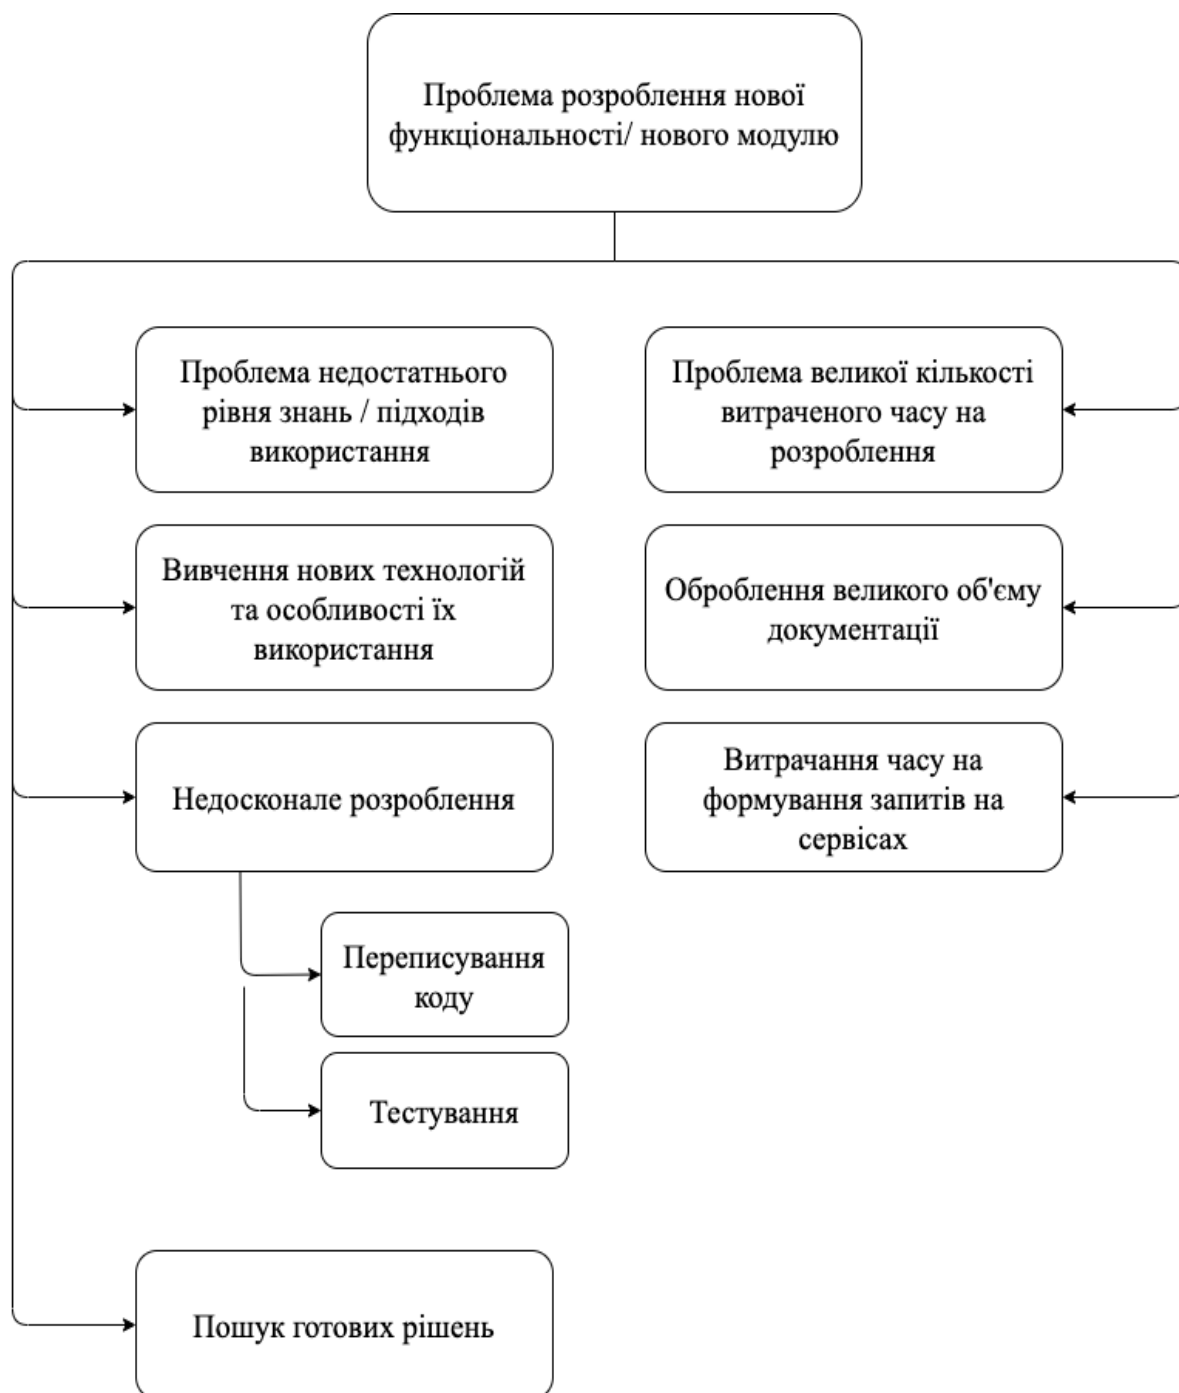 Проблема розроблення нової
функціональності/ нового модулю
Проблема недостатнього
рівня знань / підходів
використання
Проблема великої кількості
витраченого часу на
розроблення
Вивчення нових технологій
та особливості їх
використання
Оброблення великого об'єму
документації
Недосконале розроблення
Витрачання часу на
формування запитів на
сервісах
Переписування
коду
Тестування
Пошук готових рішень